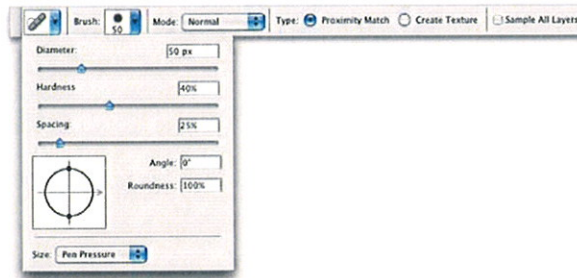 Brush: 50 Mode: Normal Type: Proximity Match Create Texture Sample All Layers
Diameter: 50 px
Hardness 40%
Spacing: 25%
Angle: 0°
Roundness: 100%
Size: Pen Pressure